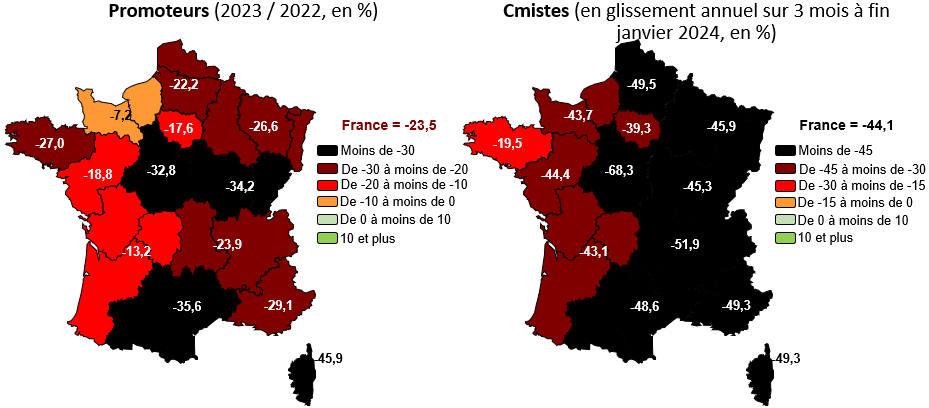 Promoteurs (2023 / 2022, en %)
-22,2
-7,2
-17,6
-26,6
-27,0
-18,8
-32,8
-34,2
-13,2
-23,9
-35,6
-29,1
-45,9
France = -23,5
Moins de -30
De -30 à moins de -20
De -20 à moins de -10
De -10 à moins de 0
De 0 à moins de 10
10 et plus
Cmistes (en glissement annuel sur 3 mois à fin
janvier 2024, en %)
-49,5
-43,7
-39,3
-45,9
-19,5
-44,4
-68,3
-45,3
-43,1
-51,9
-48,6
-49,3
-49,3
France = -44,1
Moins de -45
De -45 à moins de -30
De -30 à moins de -15
De -15 à moins de 0
De 0 à moins de 10
10 et plus